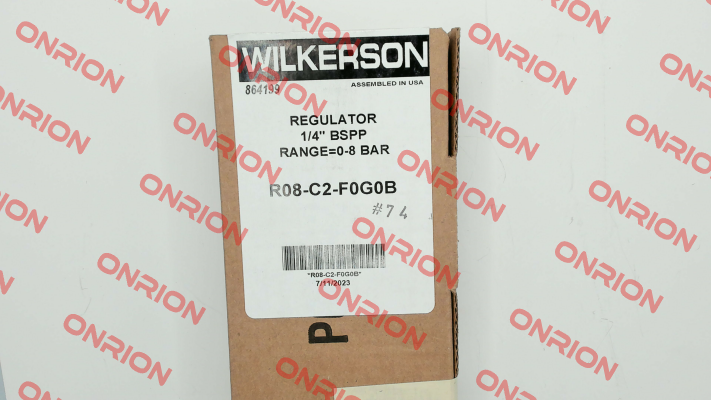 WILKERSON
864199
ASSEMBLED IN USA
REGULATOR
1/4" BSPP
RANGE=0-8 BAR
R08-C2-F0G0B
#74
*R08-C2-F0G0B*
7/11/2023
ONRION